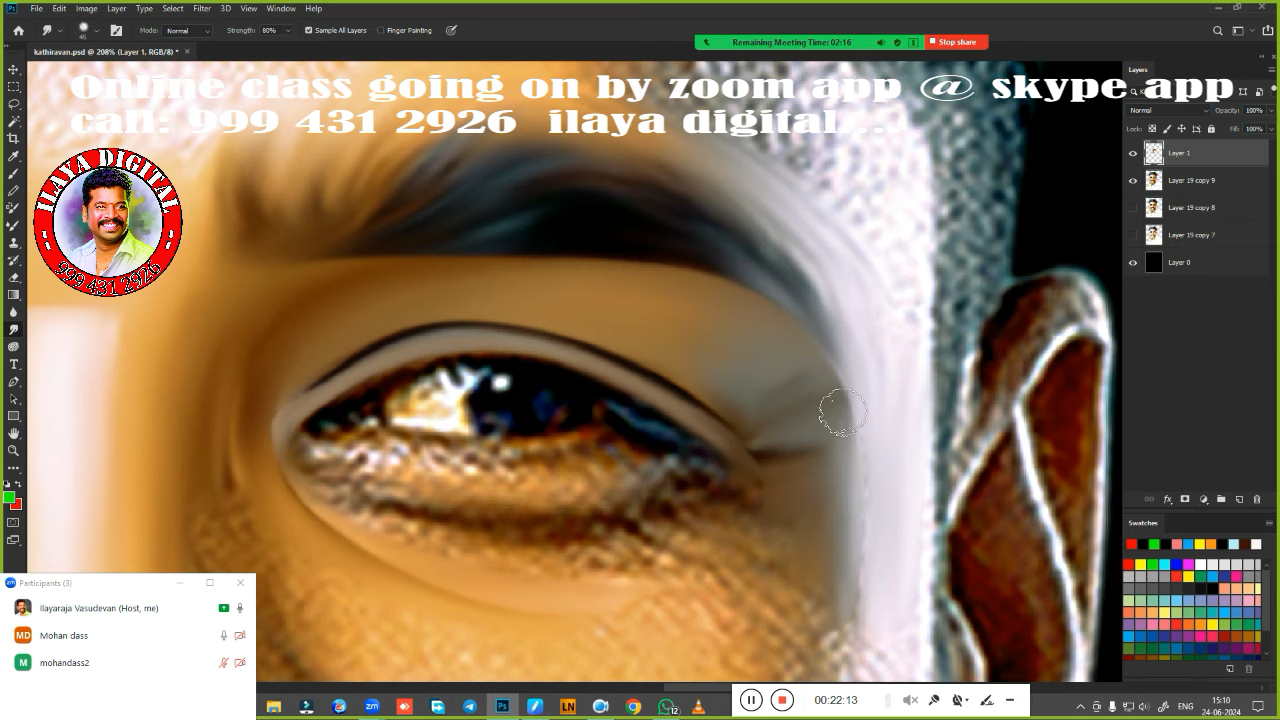 File Edit Image Layer Type Select Filter 3D View Window Help
45 Mode: Normal Strength: 80% Sample All Layers Finger Painting
kathiravan.psd @ 208% (Layer 1, RGB/8) *
Remaining Meeting Time: 02:16 Stop share
Online class going on by zoom app @ skype app
call: 999 431 2926 ilaya digital....
ILAYA DIGITAL
999 431 2926
Layers
Normal Opacity: 100%
Lock: Fill: 100%
Layer 1
Layer 19 copy 9
Layer 19 copy 8
Layer 19 copy 7
Layer 0
Swatches
Participants (3)
Ilayaraja Vasudevan (Host, me)
MD Mohan dass
M mohandass2
00:22:13
Ps LN 12
ENG
15:10
24-06-2024